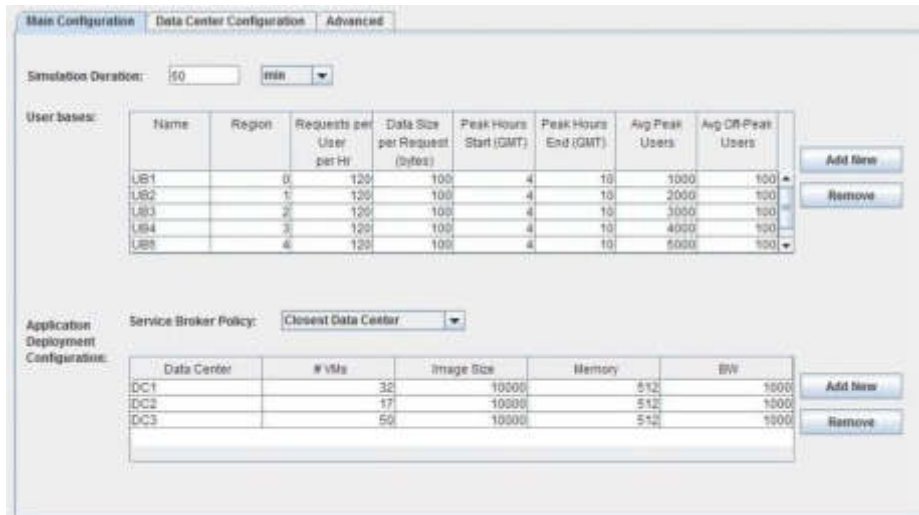 Main Configuration Data Center Configuration Advanced
Simulation Duration: 60 min
User bases:
Name Region Requests per User per Hr Data Size per Request (bytes) Peak Hours Start (GMT) Peak Hours End (GMT) Avg Peak Users Avg Off-Peak Users
Add New
UB1 0 120 100 4 10 1000 100
UB2 1 120 100 4 10 2000 100
Remove
UB3 2 120 100 4 10 3000 100
UB4 3 120 100 4 10 4000 100
UB5 4 120 100 4 10 5000 100
Application Deployment Configuration:
Service Broker Policy: Closest Data Center
Data Center # VMs Image Size Memory BW
DC1 32 10000 512 1000
Add New
DC2 17 10000 512 1000
DC3 50 10000 512 1000
Remove